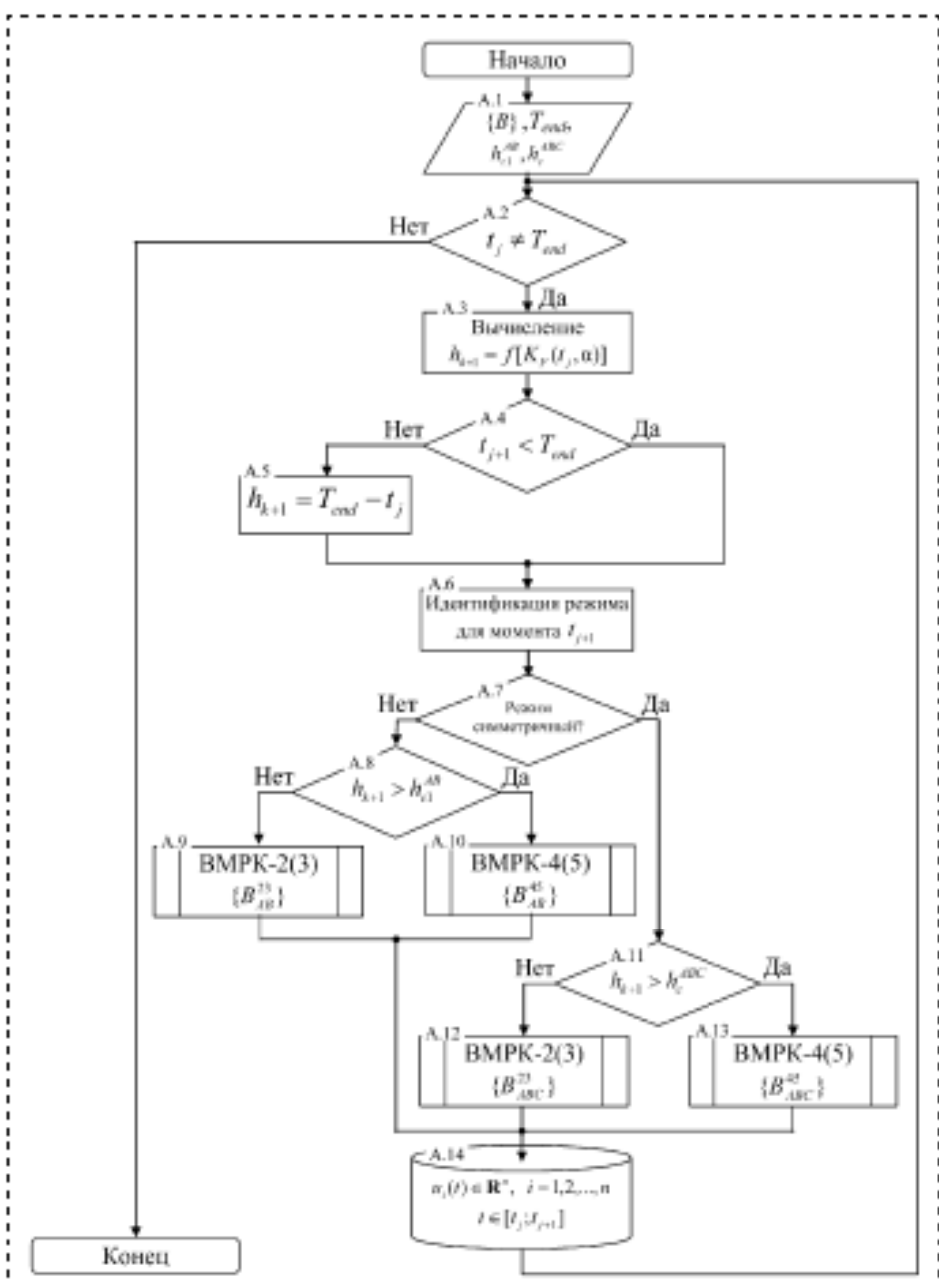 Начало
А.1
{B}, T_end,
h_c1^AB, h_c^ABC
А.2
Нет
t_j ≠ T_end
Да
А.3
Вычисление
h_k+1 = f[K_F(t_j, u)]
А.4
Нет
Да
t_j+1 < T_end
А.5
h_k+1 = T_end − t_j
А.6
Идентификация режима
для момента t_j+1
А.7
Нет
Да
Режим
симметричный?
А.8
Нет
Да
h_k+1 > h_c1^AB
А.9
ВМРК-2(3)
{B_AB^23}
А.10
ВМРК-4(5)
{B_AB^45}
А.11
Нет
Да
h_k+1 > h_c^ABC
А.12
ВМРК-2(3)
{B_ABC^23}
А.13
ВМРК-4(5)
{B_ABC^45}
А.14
u_i(t) ∈ R^n, i = 1,2,...,n
t ∈ [t_j; t_j+1]
Конец